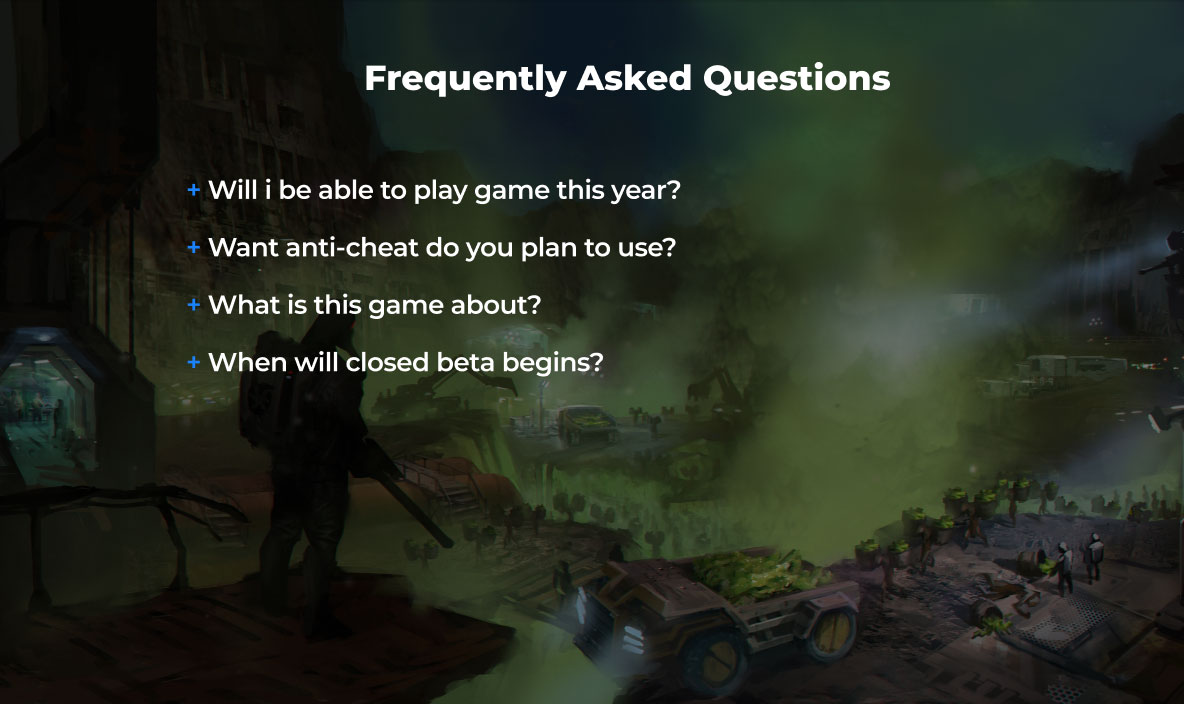 Frequently Asked Questions
+ Will i be able to play game this year?
+ Want anti-cheat do you plan to use?
+ What is this game about?
+ When will closed beta begins?